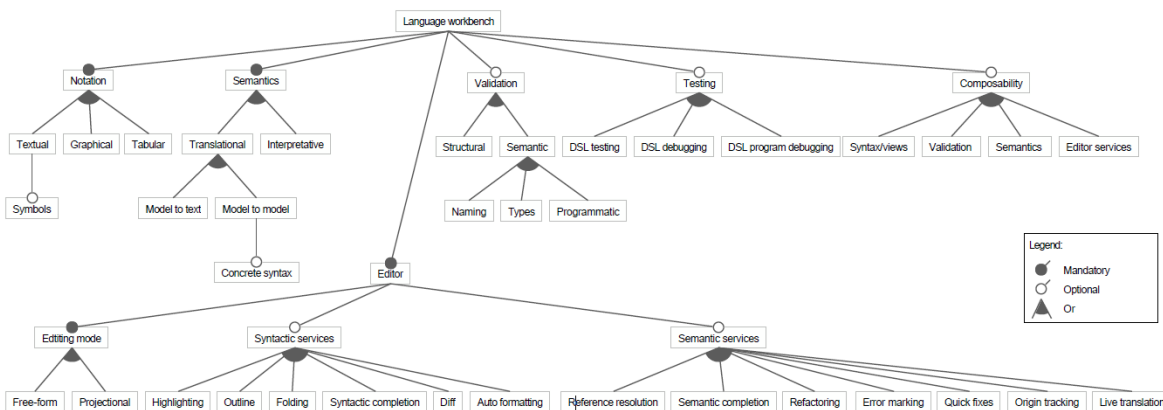 Language workbench
Notation
Semantics
Validation
Testing
Composability
Textual
Graphical
Tabular
Translational
Interpretative
Structural
Semantic
DSL testing
DSL debugging
DSL program debugging
Syntax/views
Validation
Semantics
Editor services
Symbols
Model to text
Model to model
Naming
Types
Programmatic
Concrete syntax
Editor
Legend:
Mandatory
Optional
Or
Edtiting mode
Syntactic services
Semantic services
Free-form
Projectional
Highlighting
Outline
Folding
Syntactic completion
Diff
Auto formatting
Reference resolution
Semantic completion
Refactoring
Error marking
Quick fixes
Origin tracking
Live translation